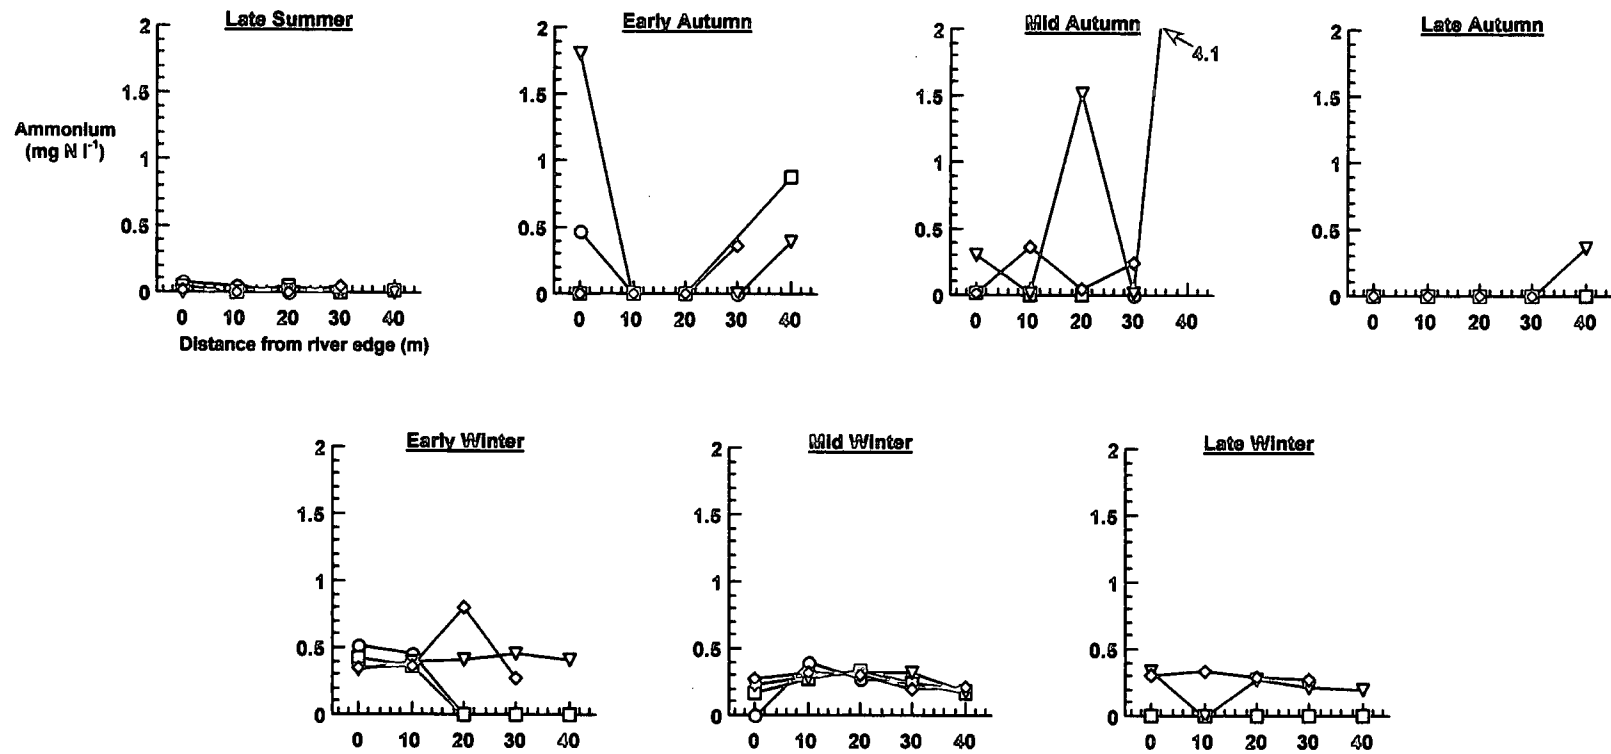 Late Summer
2
1.5
Ammonium
(mg N l⁻¹)
1
0.5
0
0 10 20 30 40
Distance from river edge (m)
Early Autumn
2
1.5
1
0.5
0
0 10 20 30 40
Mid Autumn
2
4.1
1.5
1
0.5
0
0 10 20 30 40
Late Autumn
2
1.5
1
0.5
0
0 10 20 30 40
Early Winter
2
1.5
1
0.5
0
0 10 20 30 40
Mid Winter
2
1.5
1
0.5
0
0 10 20 30 40
Late Winter
2
1.5
1
0.5
0
0 10 20 30 40